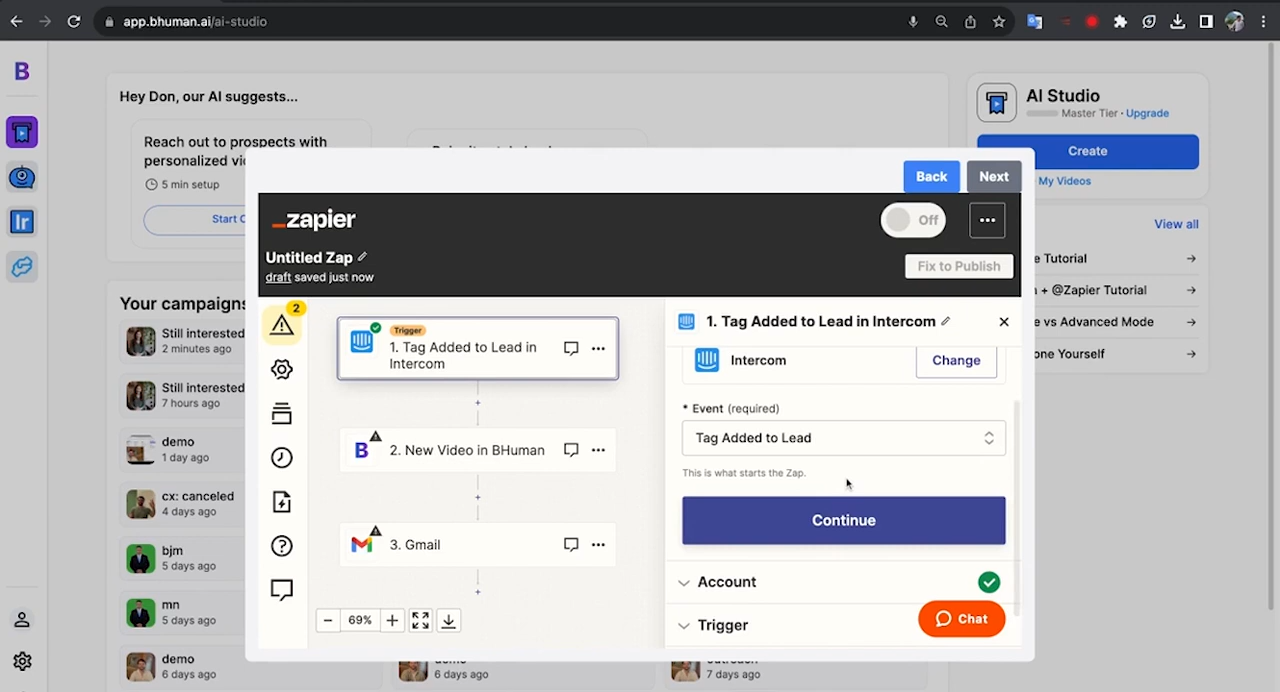 app.bhuman.ai/ai-studio
B
Hey Don, our AI suggests...
Reach out to prospects with
personalized
5 min setup
Start
AI Studio
Master Tier · Upgrade
Create
My Videos
View all
Tutorial
+ @Zapier Tutorial
vs Advanced Mode
Yourself
Your campaigns
Still interested
2 minutes ago
Still interested
7 hours ago
demo
1 day ago
cx: canceled
4 days ago
bjm
5 days ago
mn
5 days ago
demo
6 days ago
6 days ago
7 days ago
Back
Next
_zapier
Off
Untitled Zap
draft saved just now
Fix to Publish
2
Trigger
1. Tag Added to Lead in
Intercom
B
2. New Video in BHuman
3. Gmail
69%
1. Tag Added to Lead in Intercom
Intercom
Change
* Event (required)
Tag Added to Lead
This is what starts the Zap.
Continue
Account
Trigger
Chat